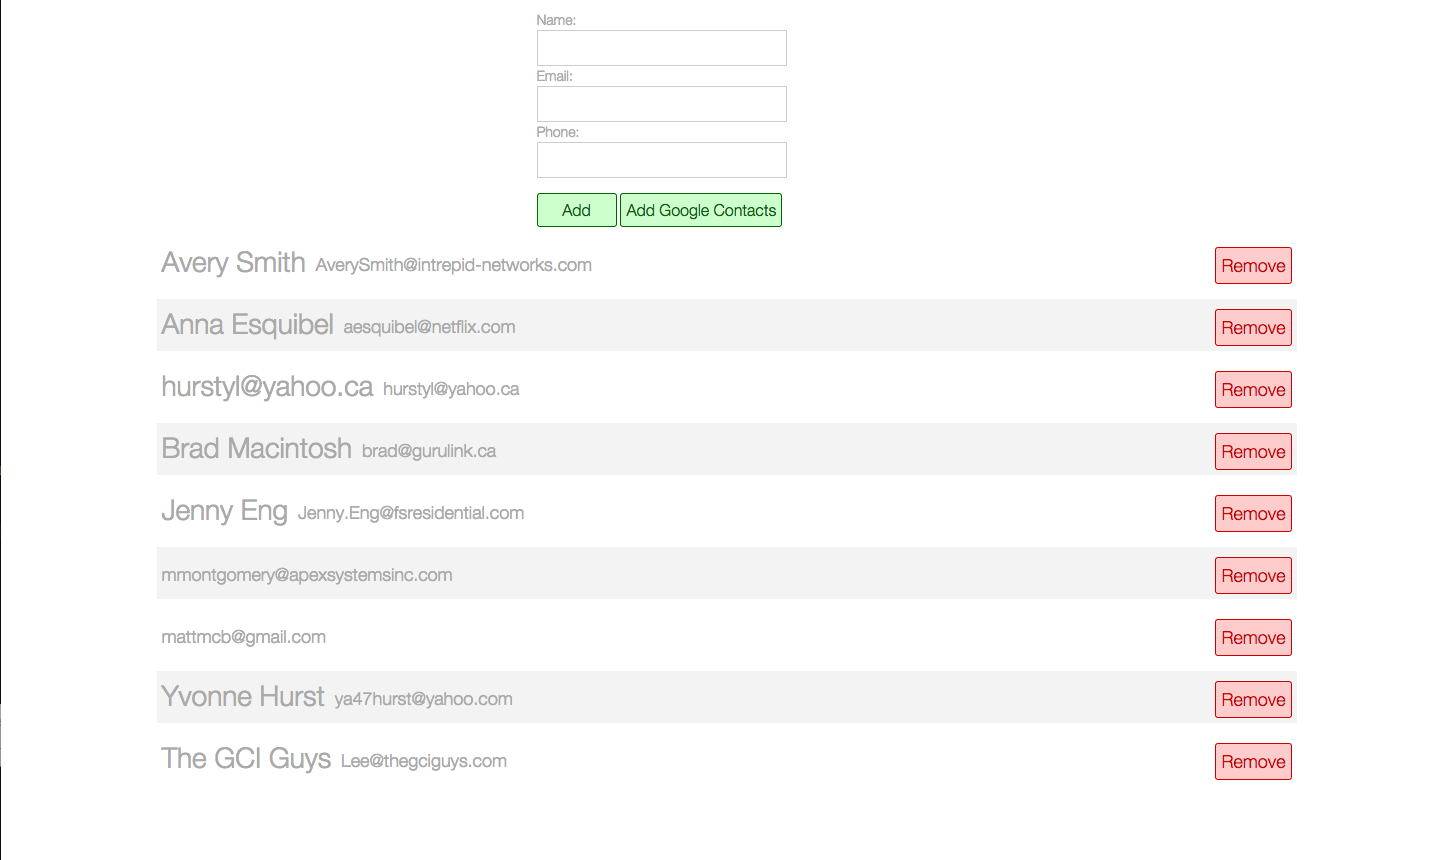 Name:
Email:
Phone:
Add Add Google Contacts
Avery Smith AverySmith@intrepid-networks.com Remove
Anna Esquibel aesquibel@netflix.com Remove
hurstyl@yahoo.ca hurstyl@yahoo.ca Remove
Brad Macintosh brad@gurulink.ca Remove
Jenny Eng Jenny.Eng@fsresidential.com Remove
mmontgomery@apexsystemsinc.com Remove
mattmcb@gmail.com Remove
Yvonne Hurst ya47hurst@yahoo.com Remove
The GCI Guys Lee@thegciguys.com Remove